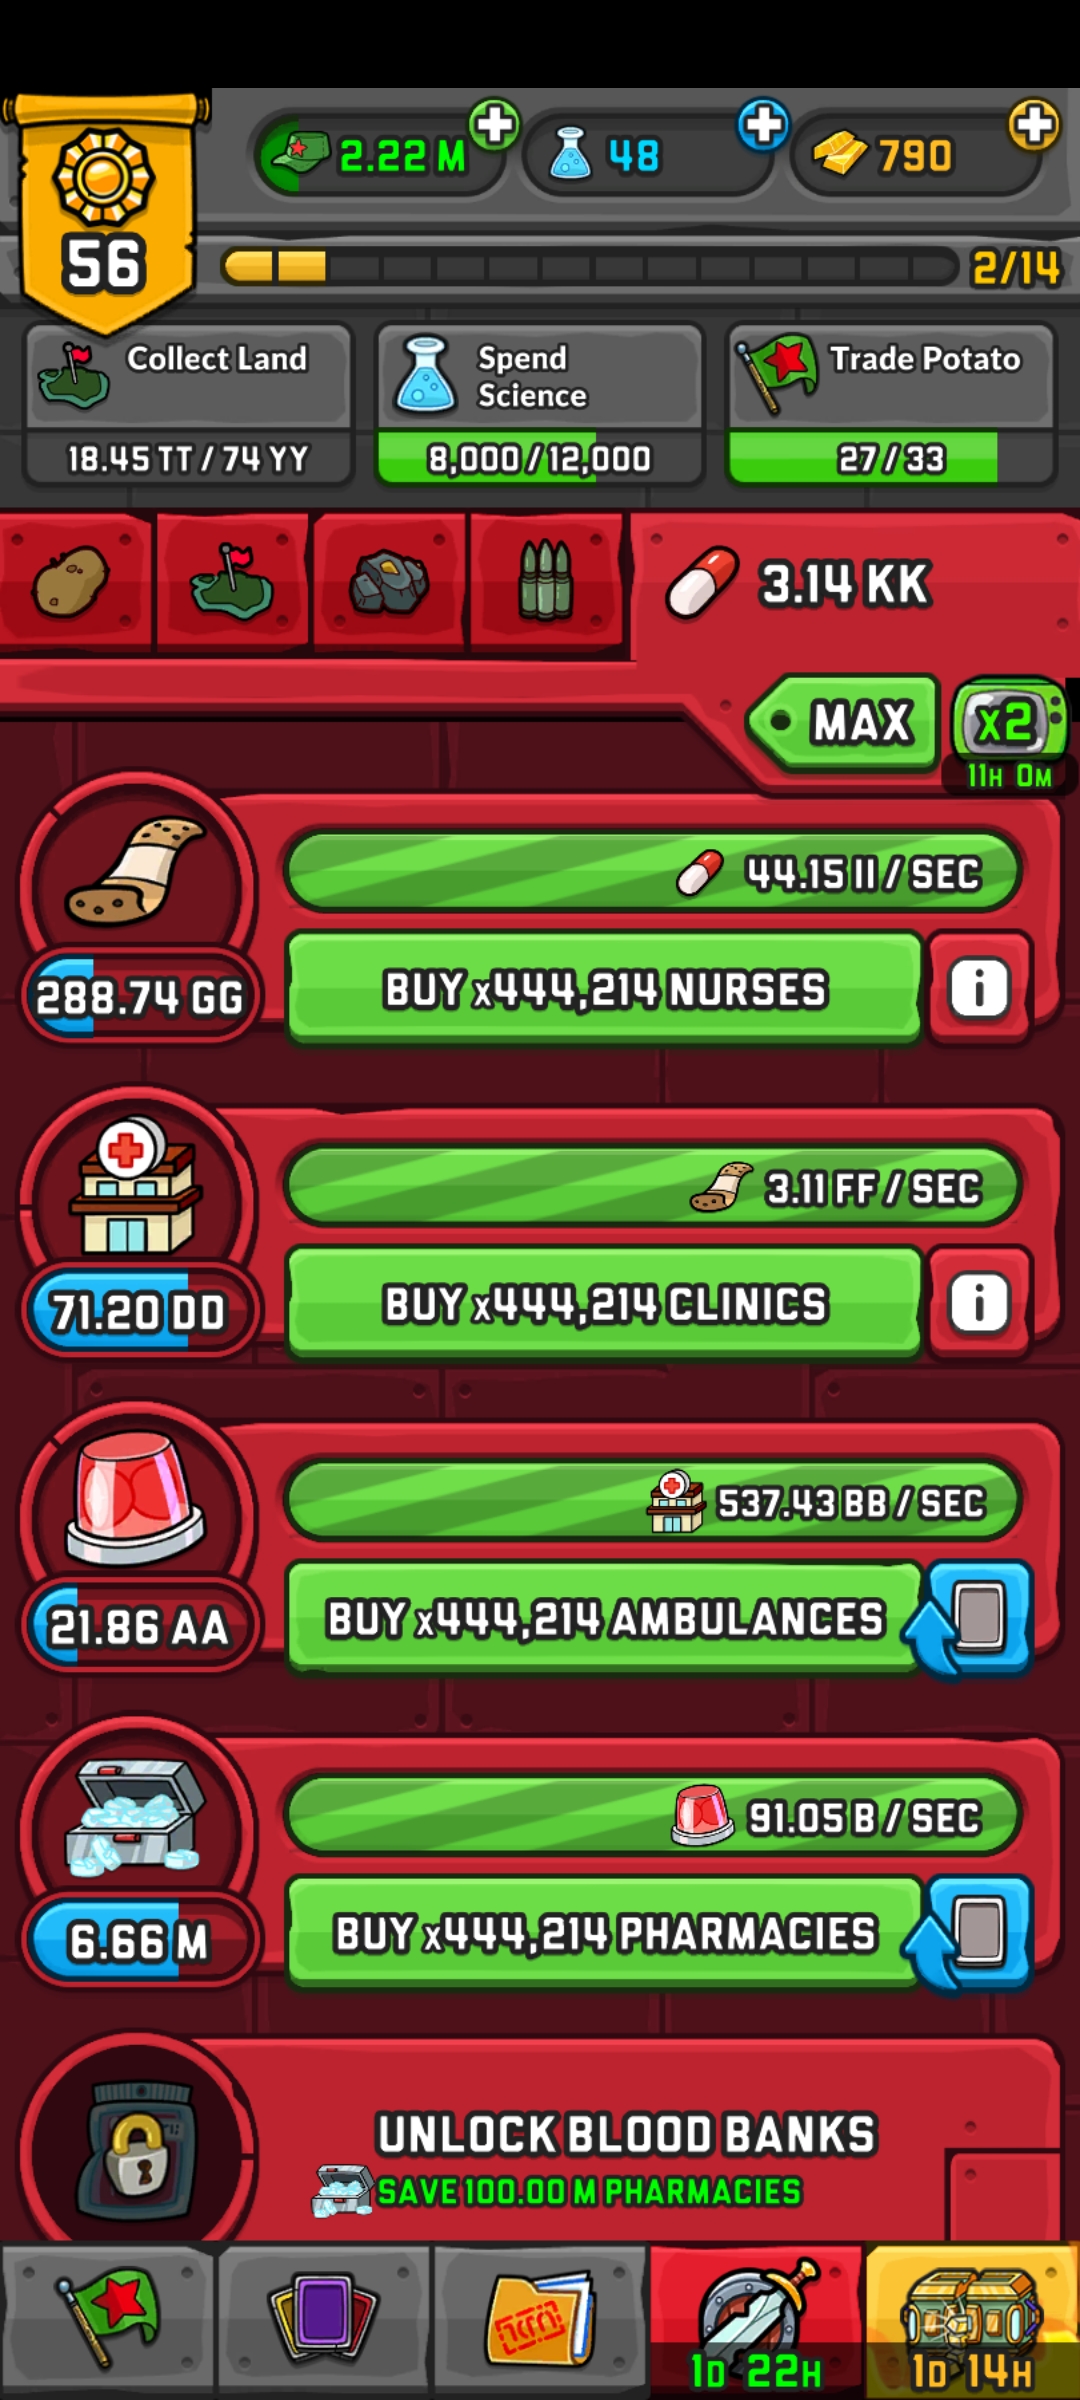 2.22 M
48
790
56
2/14
Collect Land
Spend
Science
Trade Potato
18.45 TT / 74 YY
8,000 / 12,000
27 / 33
3.14 KK
MAX
x2
11H 0M
44.15 II / SEC
288.74 GG
BUY x444,214 NURSES
i
3.11 FF / SEC
71.20 DD
BUY x444,214 CLINICS
i
537.43 BB / SEC
21.86 AA
BUY x444,214 AMBULANCES
91.05 B / SEC
6.66 M
BUY x444,214 PHARMACIES
UNLOCK BLOOD BANKS
SAVE 100.00 M PHARMACIES
1D 22H
1D 14H